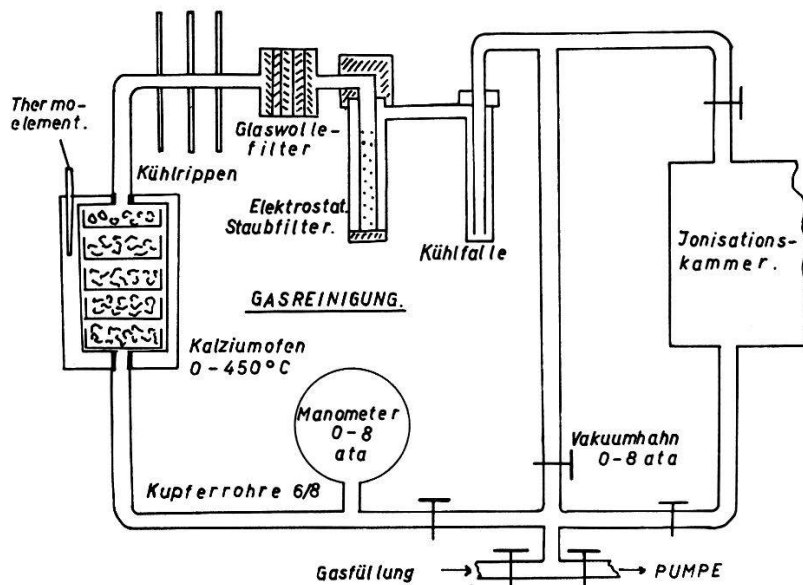 Thermo-
element.
Kühlrippen
Glaswolle-
filter
Elektrostat.
Staubfilter.
Kühlfalle
Jonisations-
kammer.
GASREINIGUNG.
Kalziumofen
0-450°C
Manometer
0-8
ata
Vakuumhahn
0-8 ata
Kupferrohre 6/8
Gasfüllung
PUMPE